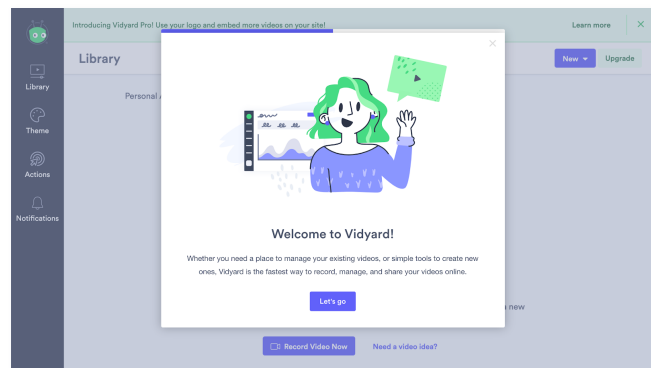 Introducing Vidyard Pro! Use your logo and embed more videos on your site!
Learn more
Library
New
Upgrade
Library
Personal
Theme
Actions
Notifications
Welcome to Vidyard!
Whether you need a place to manage your existing videos, or simple tools to create new
ones, Vidyard is the fastest way to record, manage, and share your videos online.
Let's go
new
Record Video Now
Need a video idea?